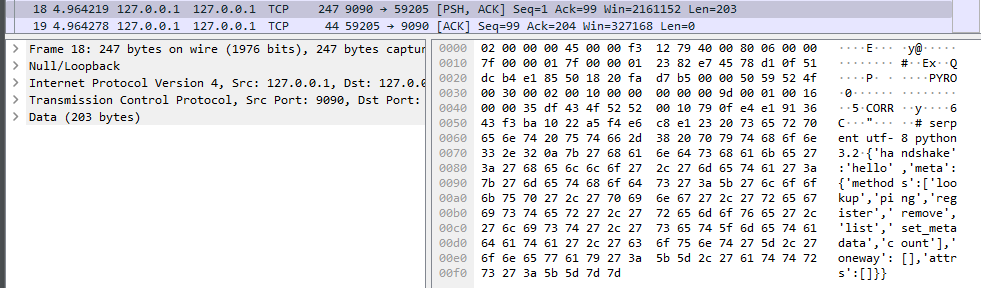 18 4.964219 127.0.0.1 127.0.0.1 TCP 247 9090 → 59205 [PSH, ACK] Seq=1 Ack=99 Win=2161152 Len=203
19 4.964278 127.0.0.1 127.0.0.1 TCP 44 59205 → 9090 [ACK] Seq=99 Ack=204 Win=327168 Len=0
Frame 18: 247 bytes on wire (1976 bits), 247 bytes captur
Null/Loopback
Internet Protocol Version 4, Src: 127.0.0.1, Dst: 127.0.0
Transmission Control Protocol, Src Port: 9090, Dst Port:
Data (203 bytes)
0000 02 00 00 00 45 00 00 f3 12 79 40 00 80 06 00 00 ····E··· ·y@·····
0010 7f 00 00 01 7f 00 00 01 23 82 e7 45 78 d1 0f 51 ········ #··Ex··Q
0020 dc b4 e1 85 50 18 20 fa d7 b5 00 00 50 59 52 4f ····P· · ····PYRO
0030 00 30 00 02 00 10 00 00 00 00 00 9d 00 01 00 16 ·0······ ········
0040 00 00 35 df 43 4f 52 52 00 10 79 0f e4 e1 91 36 ··5·CORR ··y····6
0050 43 f3 ba 10 22 a5 f4 e6 c8 e1 23 20 73 65 72 70 C···"··· ··# serp
0060 65 6e 74 20 75 74 66 2d 38 20 70 79 74 68 6f 6e ent utf- 8 python
0070 33 2e 32 0a 7b 27 68 61 6e 64 73 68 61 6b 65 27 3.2·{'ha ndshake'
0080 3a 27 68 65 6c 6c 6f 27 2c 27 6d 65 74 61 27 3a :'hello' ,'meta':
0090 7b 27 6d 65 74 68 6f 64 73 27 3a 5b 27 6c 6f 6f {'method s':['loo
00a0 6b 75 70 27 2c 27 70 69 6e 67 27 2c 27 72 65 67 kup','pi ng','reg
00b0 69 73 74 65 72 27 2c 27 72 65 6d 6f 76 65 27 2c ister',' remove',
00c0 27 6c 69 73 74 27 2c 27 73 65 74 5f 6d 65 74 61 'list',' set_meta
00d0 64 61 74 61 27 2c 27 63 6f 75 6e 74 27 5d 2c 27 data','c ount'],'
00e0 6f 6e 65 77 61 79 27 3a 5b 5d 2c 27 61 74 74 72 oneway': [],'attr
00f0 73 27 3a 5b 5d 7d 7d s':[]}}